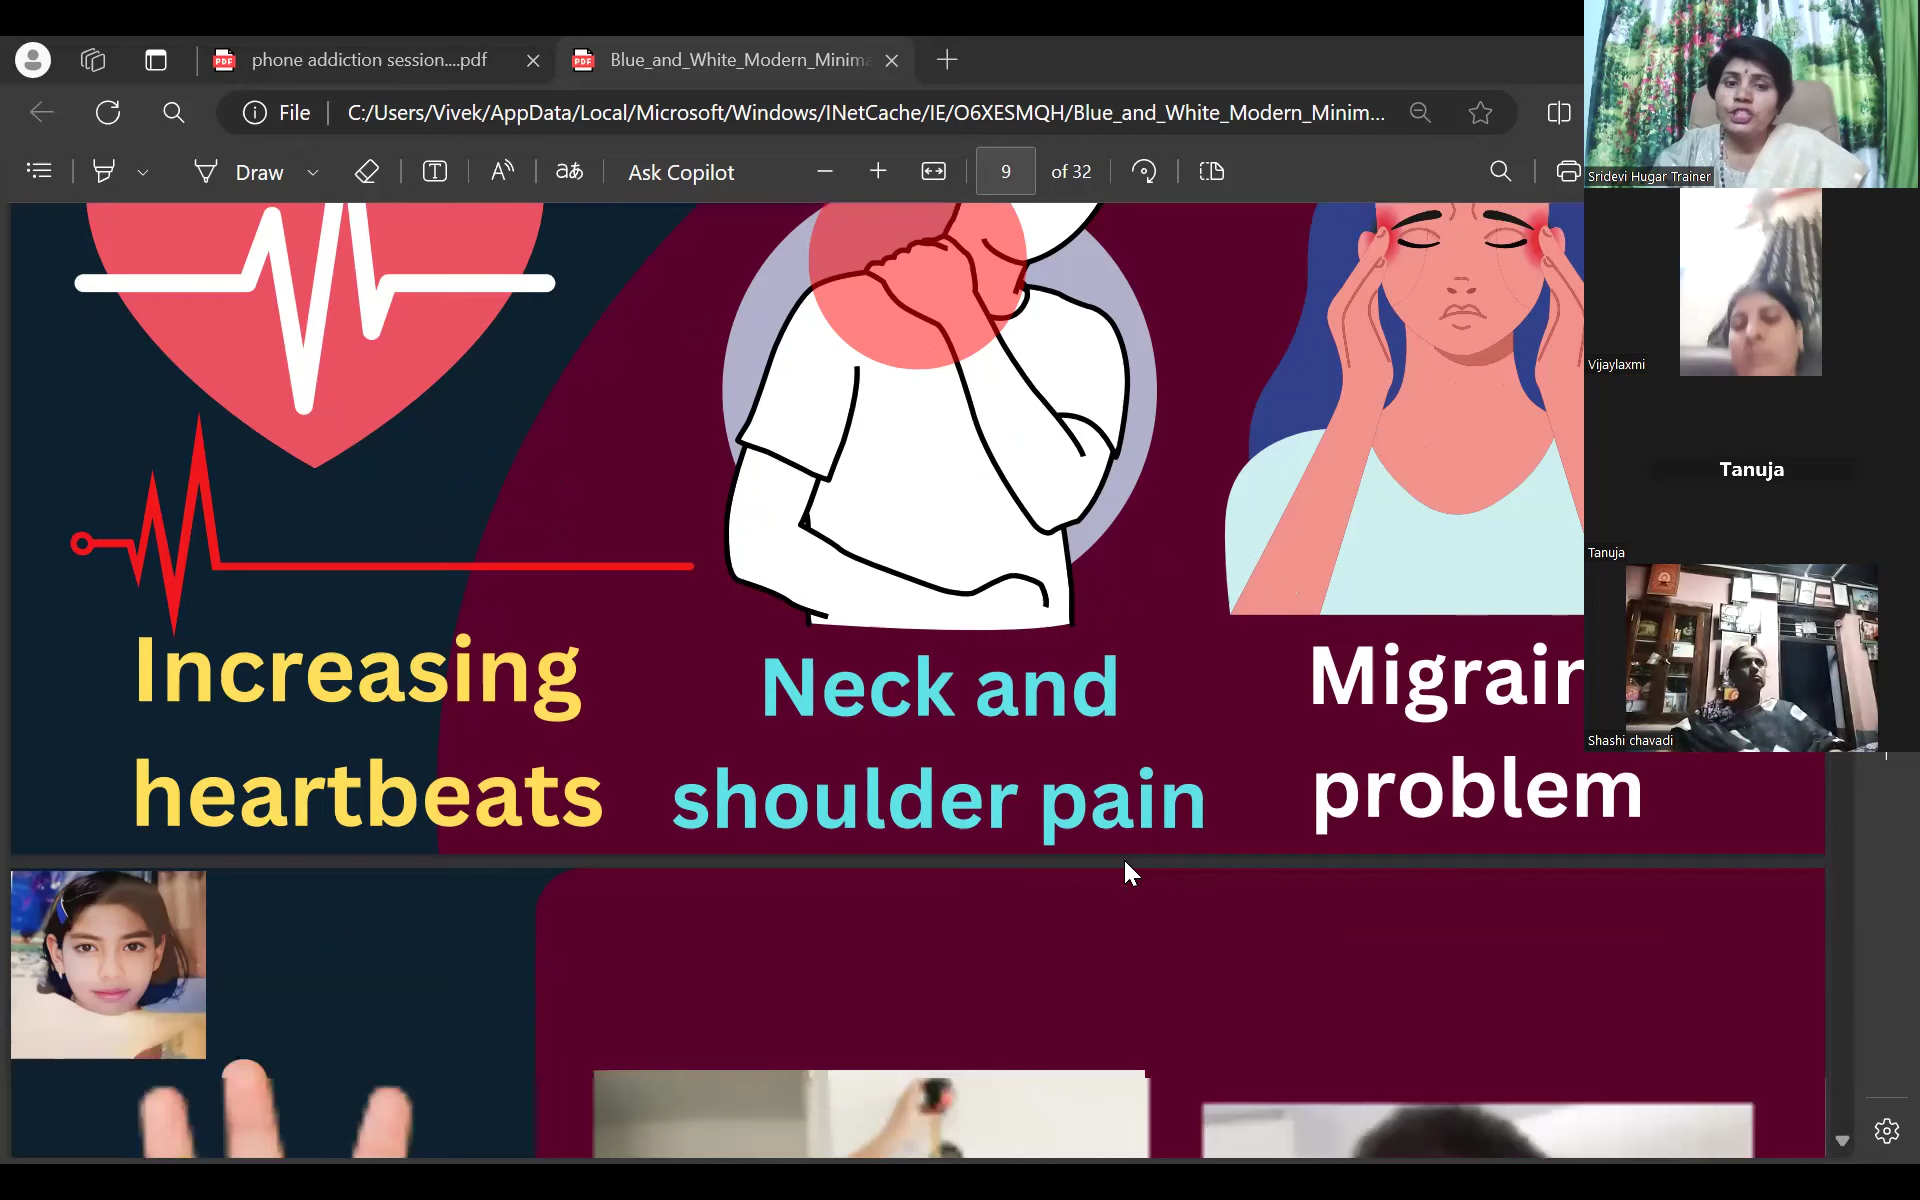 phone addiction session....pdf
Blue_and_White_Modern_Minima
File
C:/Users/Vivek/AppData/Local/Microsoft/Windows/INetCache/IE/O6XESMQH/Blue_and_White_Modern_Minim...
Draw
Ask Copilot
9 of 32
Sridevi Hugar Trainer
Vijaylaxmi
Tanuja
Tanuja
Shashi chavadi
Increasing
heartbeats
Neck and
shoulder pain
Migrain
problem